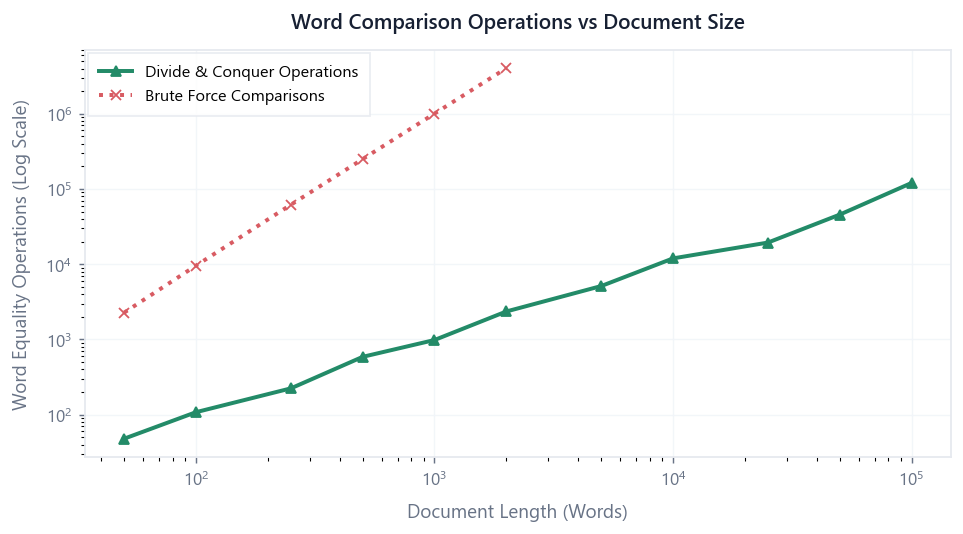 Word Comparison Operations vs Document Size
Divide & Conquer Operations
Brute Force Comparisons
Word Equality Operations (Log Scale)
10⁶
10⁵
10⁴
10³
10²
10² 10³ 10⁴ 10⁵
Document Length (Words)